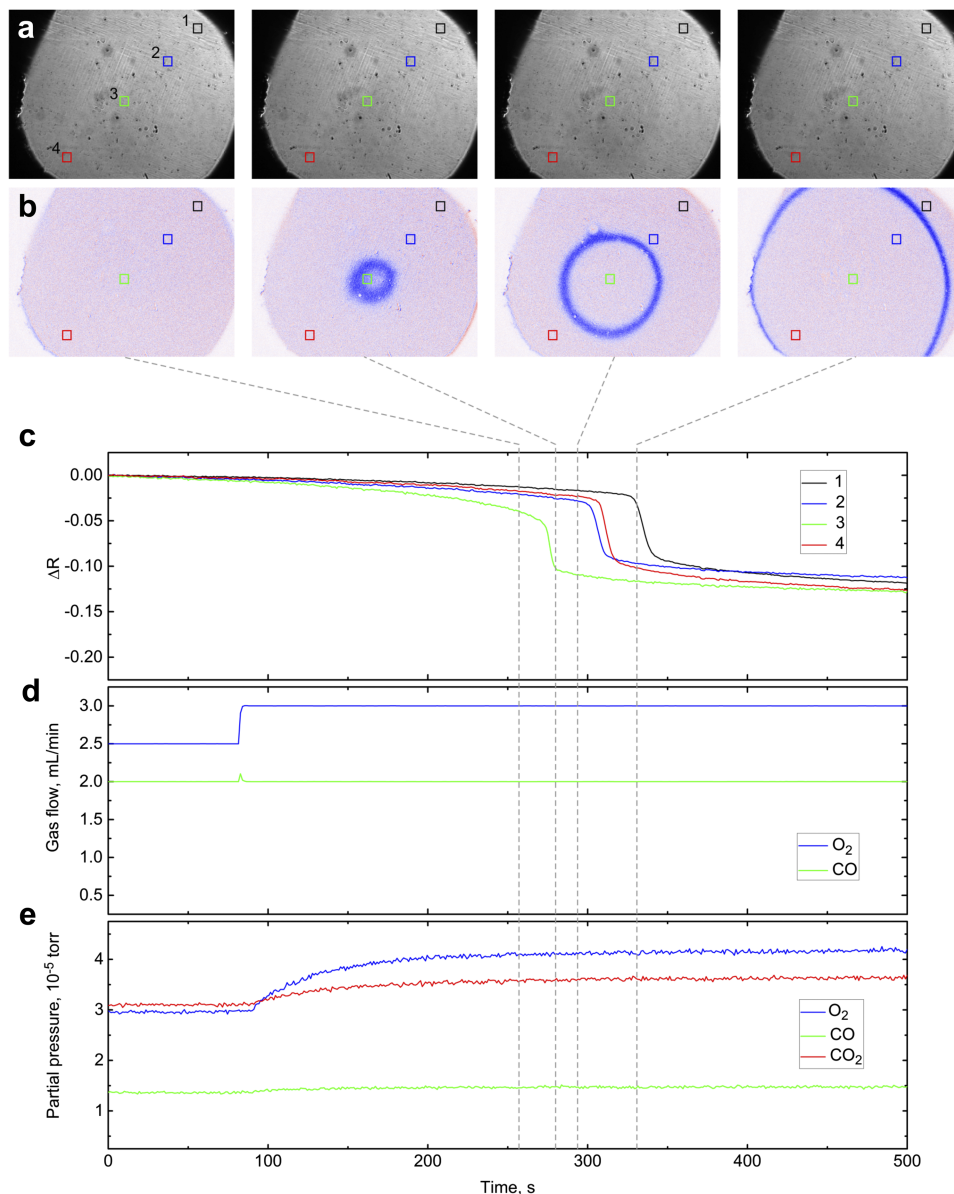 a
1
2
3
4
b
c
0.00
-0.05
-0.10
-0.15
-0.20
ΔR
1
2
3
4
d
3.0
2.5
2.0
1.5
1.0
0.5
Gas flow, mL/min
O₂
CO
e
4
3
2
1
Partial pressure, 10⁻⁵ torr
O₂
CO
CO₂
0 100 200 300 400 500
Time, s